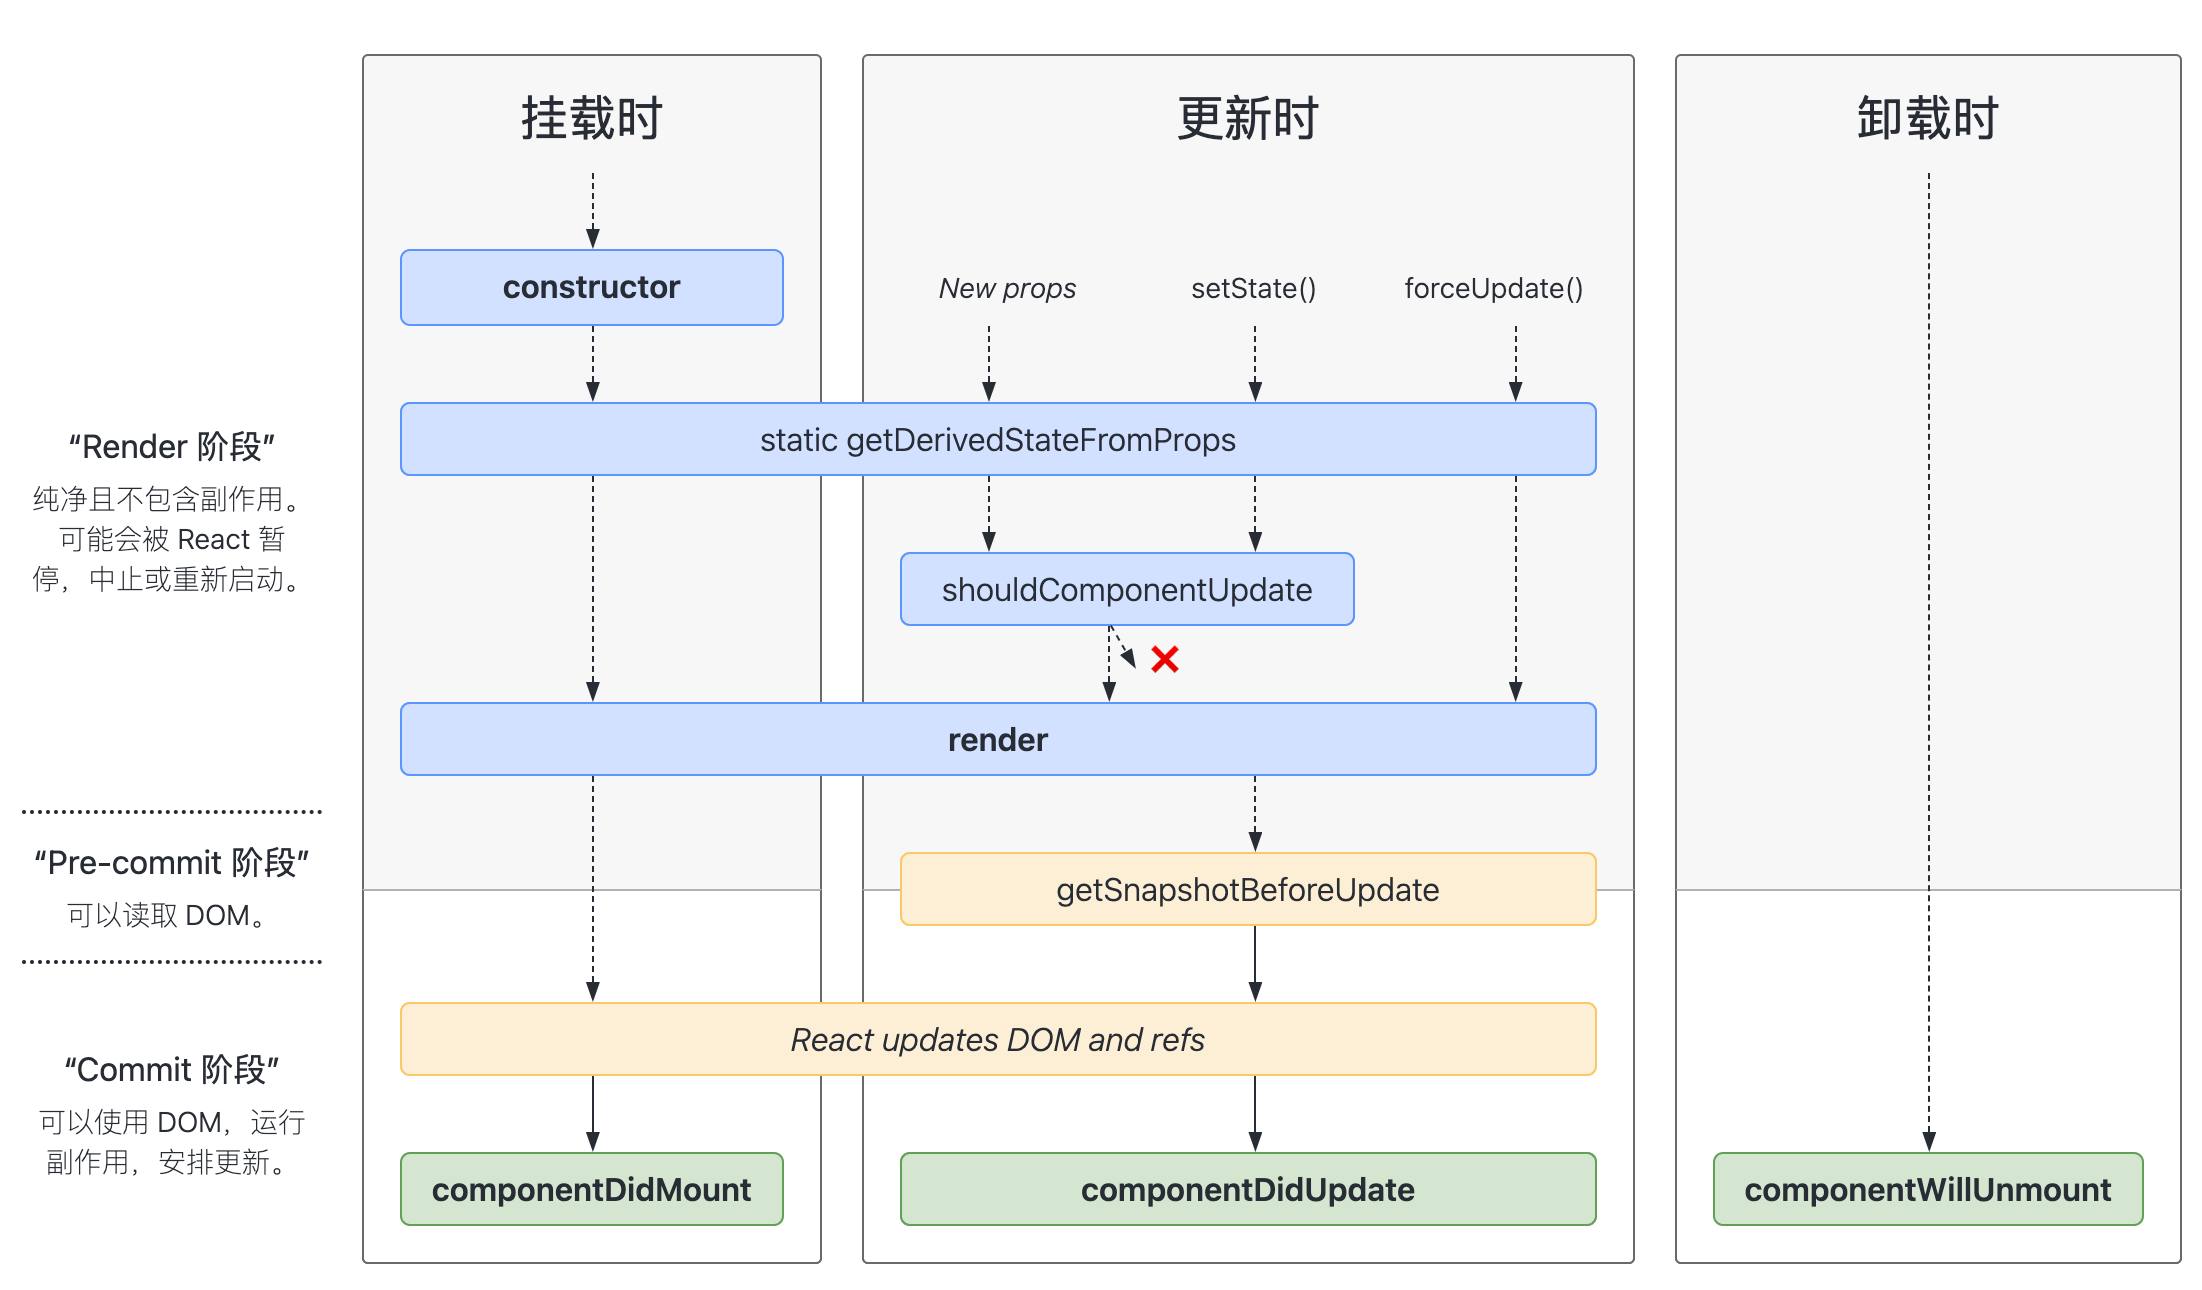 挂载时
更新时
卸载时
constructor
New props
setState()
forceUpdate()
static getDerivedStateFromProps
shouldComponentUpdate
render
getSnapshotBeforeUpdate
React updates DOM and refs
componentDidMount
componentDidUpdate
componentWillUnmount
“Render 阶段”
纯净且不包含副作用。
可能会被 React 暂
停，中止或重新启动。
“Pre-commit 阶段”
可以读取 DOM。
“Commit 阶段”
可以使用 DOM，运行
副作用，安排更新。